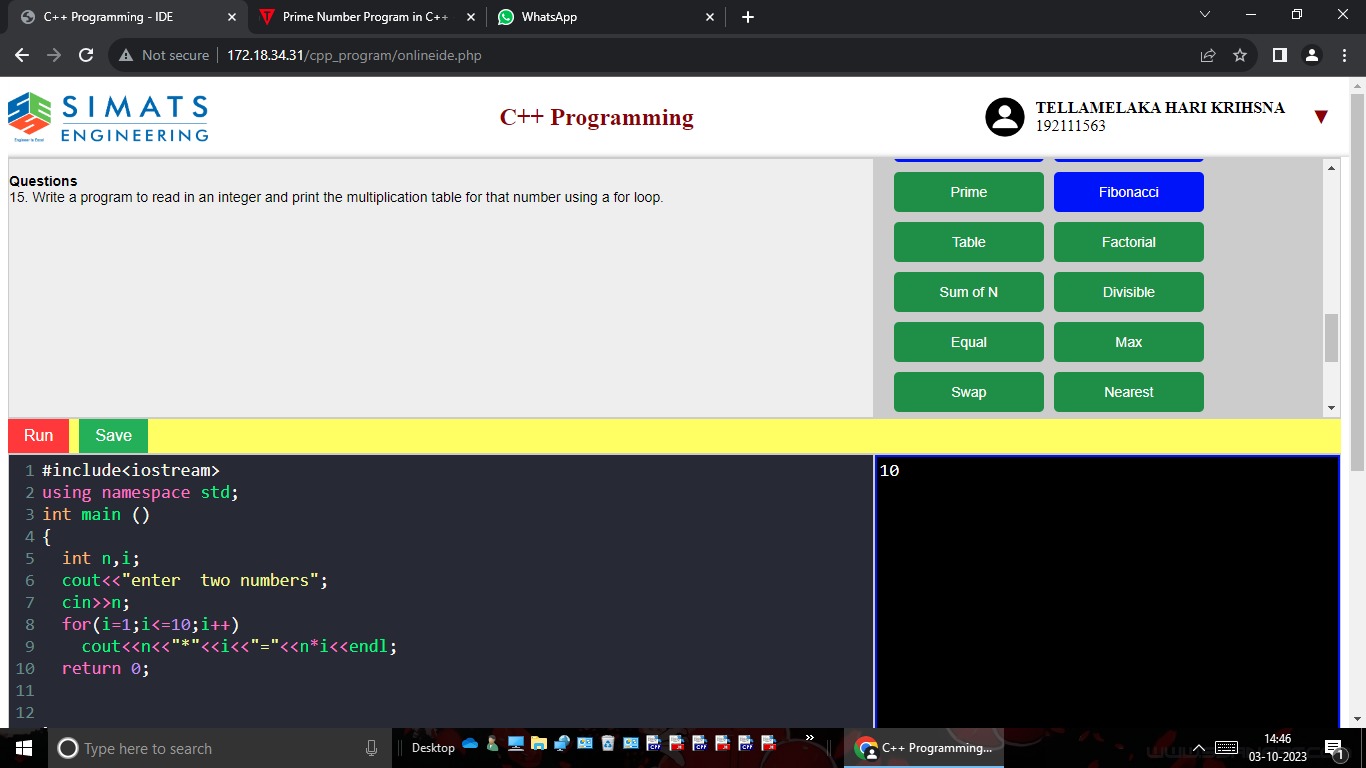 C++ Programming - IDE
Prime Number Program in C++
WhatsApp
Not secure
172.18.34.31/cpp_program/onlineide.php
SIMATS
ENGINEERING
Engineer to Excel
C++ Programming
TELLAMELAKA HARI KRIHSNA
192111563
Questions
15. Write a program to read in an integer and print the multiplication table for that number using a for loop.
Prime
Fibonacci
Table
Factorial
Sum of N
Divisible
Equal
Max
Swap
Nearest
Run
Save
1 #include<iostream>
2 using namespace std;
3 int main ()
4 {
5 int n,i;
6 cout<<"enter  two numbers";
7 cin>>n;
8 for(i=1;i<=10;i++)
9 cout<<n<<"*"<<i<<"="<<n*i<<endl;
10 return 0;
11
12
10
Type here to search
Desktop
C++ Programming...
14:46
03-10-2023
1